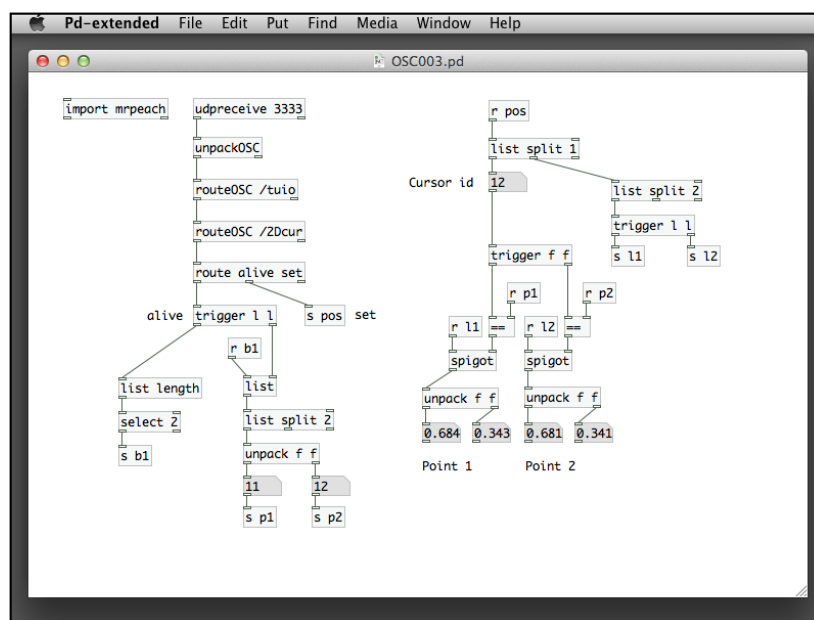 Pd-extended File Edit Put Find Media Window Help
OSC003.pd
import mrpeach
udpreceive 3333
unpackOSC
routeOSC /tuio
routeOSC /2Dcur
route alive set
alive
trigger l l
s pos
set
r b1
list length
list
select 2
list split 2
s b1
unpack f f
11
12
s p1
s p2
r pos
list split 1
Cursor id
12
list split 2
trigger l l
s l1
s l2
trigger f f
r p1
r p2
r l1
==
r l2
==
spigot
spigot
unpack f f
unpack f f
0.684
0.343
0.681
0.341
Point 1
Point 2